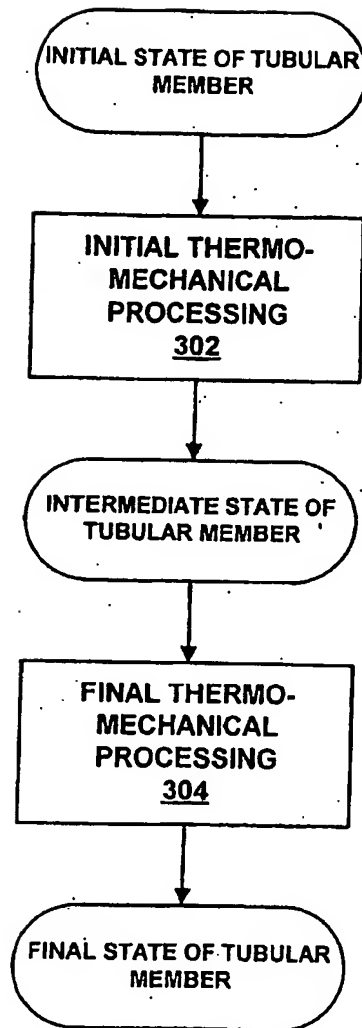 INITIAL STATE OF TUBULAR
MEMBER
INITIAL THERMO-
MECHANICAL
PROCESSING
302
INTERMEDIATE STATE OF
TUBULAR MEMBER
FINAL THERMO-
MECHANICAL
PROCESSING
304
FINAL STATE OF TUBULAR
MEMBER